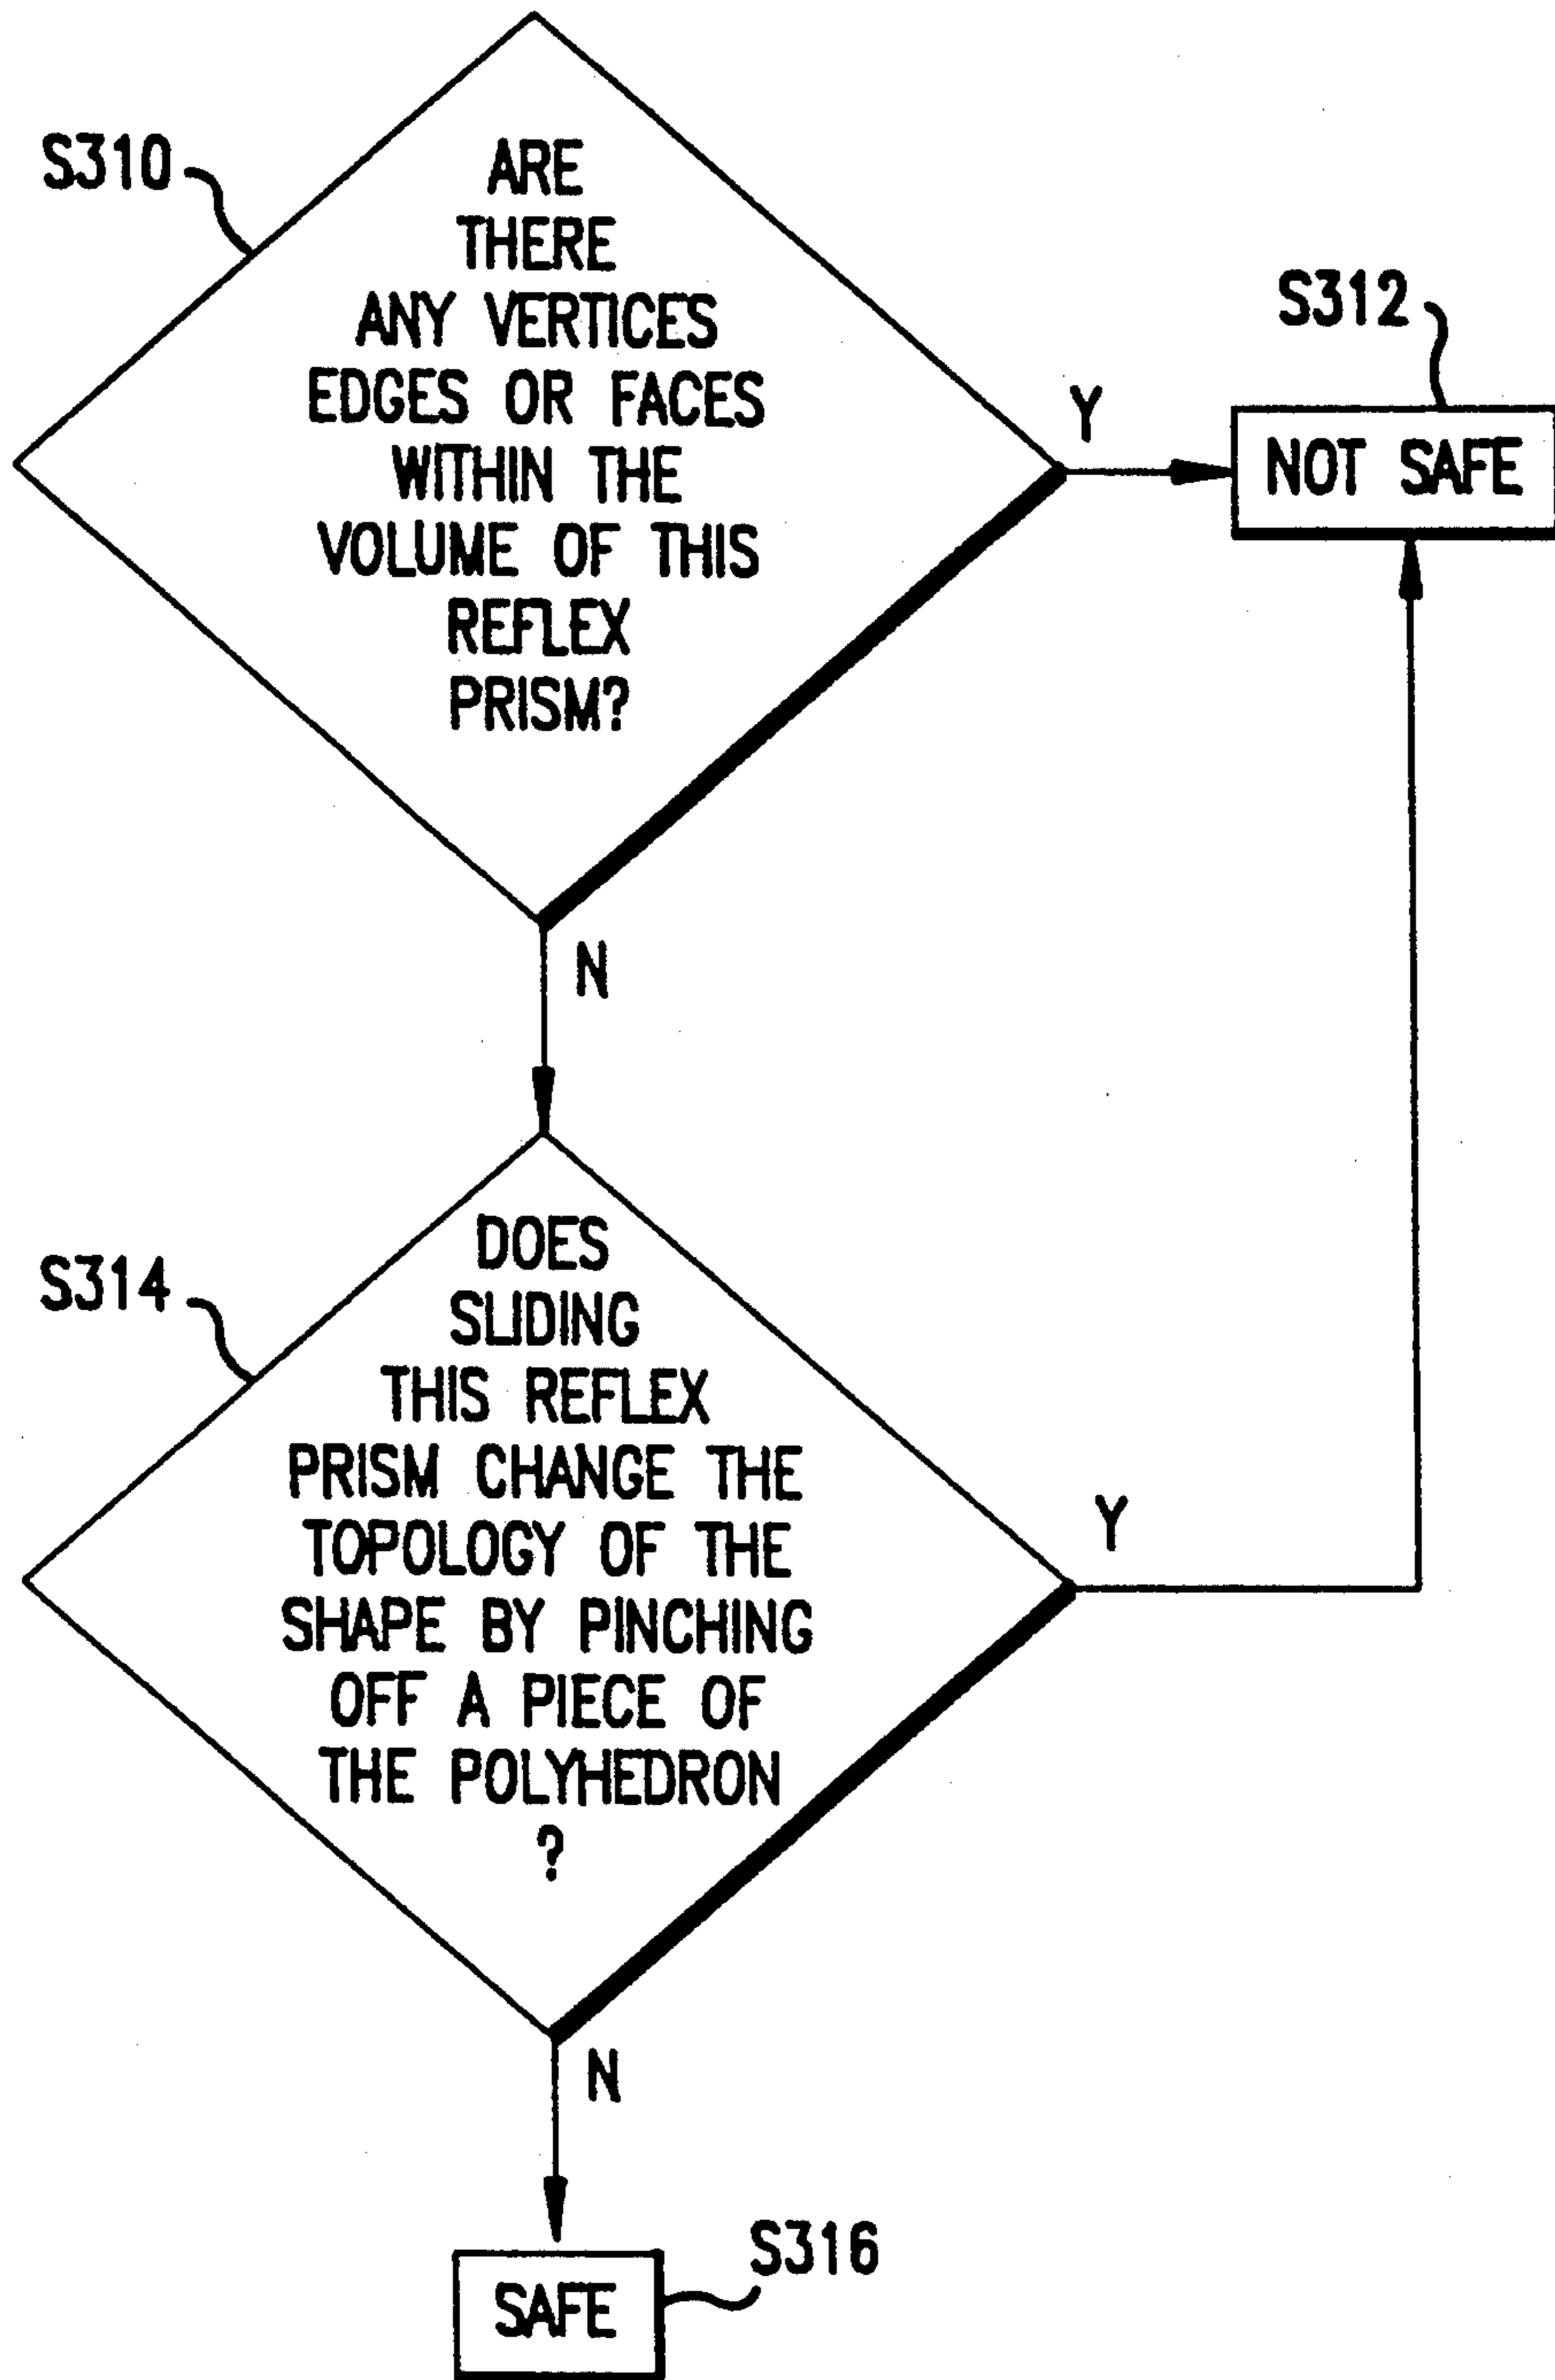 S310
ARE
THERE
ANY VERTICES
EDGES OR FACES
WITHIN THE
VOLUME OF THIS
REFLEX
PRISM?
Y
S312
NOT SAFE
N
S314
DOES
SLIDING
THIS REFLEX
PRISM CHANGE THE
TOPOLOGY OF THE
SHAPE BY PINCHING
OFF A PIECE OF
THE POLYHEDRON
?
Y
N
S316
SAFE